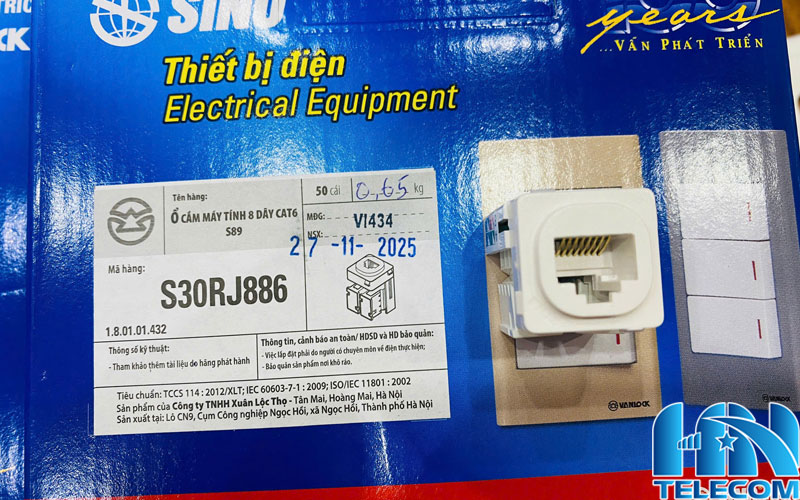 SINO
years
...VẪN PHÁT TRIỂN
Thiết bị điện
Electrical Equipment
Tên hàng:
Ổ CẮM MÁY TÍNH 8 DÂY CAT6
S89
50 cái
0,65 kg
MĐG: VI434
NSX: 27-11-2025
Mã hàng:
S30RJ886
1.8.01.01.432
Thông số kỹ thuật:
- Tham khảo thêm tài liệu do hãng phát hành
Thông tin, cảnh báo an toàn/ HDSD và HD bảo quản:
- Việc lắp đặt phải do người có chuyên môn về điện thực hiện;
- Bảo quản sản phẩm nơi khô ráo.
Tiêu chuẩn: TCCS 114 : 2012/XLT; IEC 60603-7-1 : 2009; ISO/IEC 11801 : 2002
Sản phẩm của Công ty TNHH Xuân Lộc Thọ - Tân Mai, Hoàng Mai, Hà Nội
Sản xuất tại: Lô CN9, Cụm Công nghiệp Ngọc Hồi, xã Ngọc Hồi, Thành phố Hà Nội
VANLOCK
HN
TELECOM